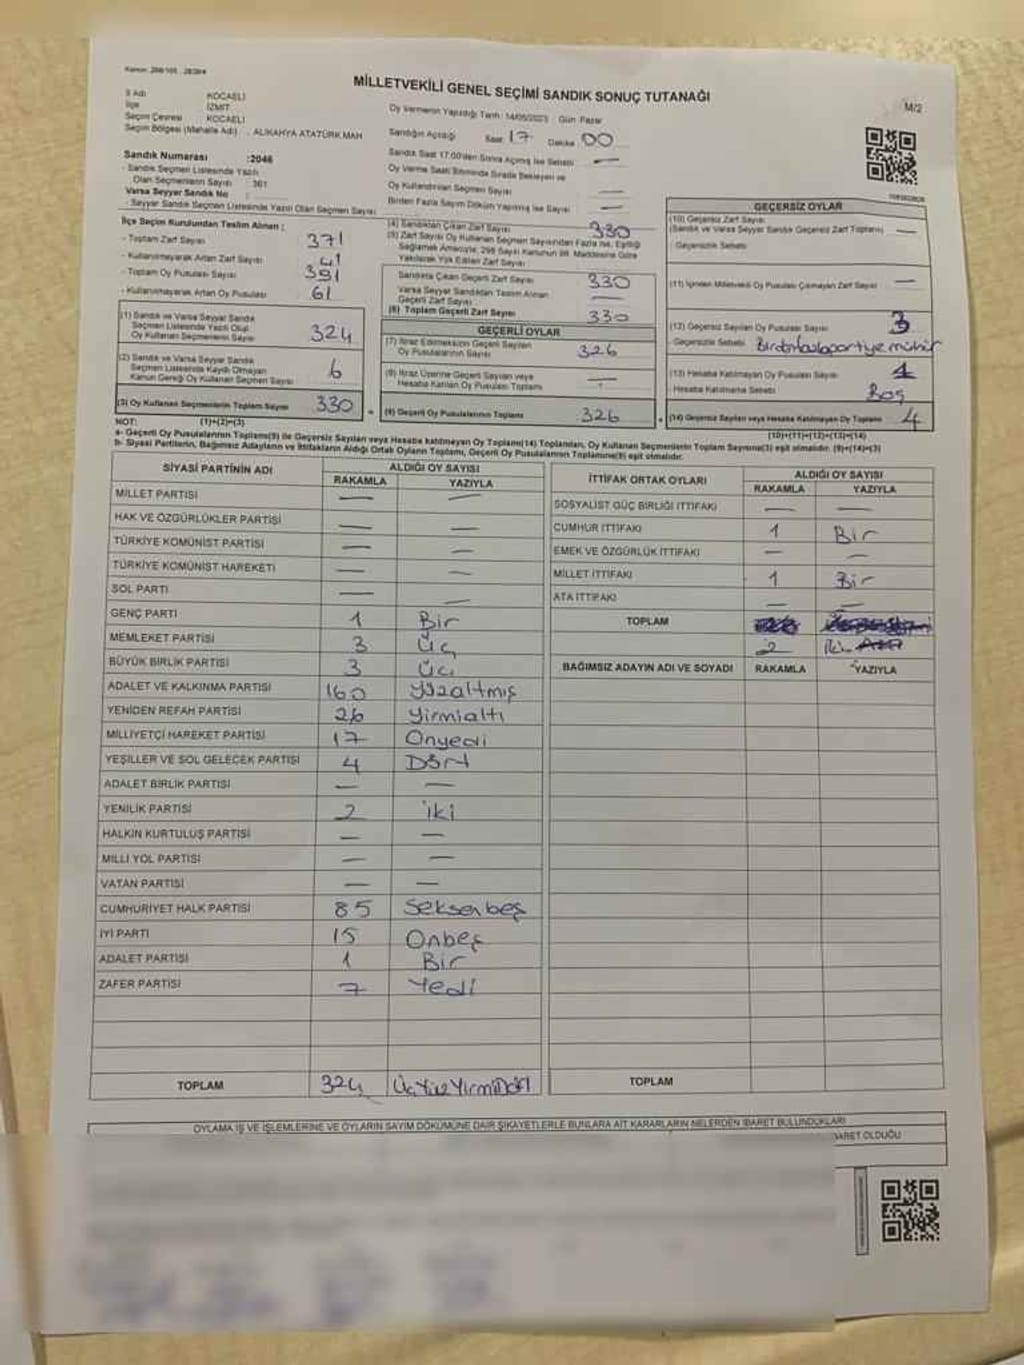 MİLLETVEKİLİ GENEL SEÇİMİ SANDIK SONUÇ TUTANAĞI
M/2
İl Adı KOCAELİ
İlçe İZMİT
Seçim Çevresi KOCAELİ
Seçim Bölgesi (Mahalle Adı) ALİKAHYA ATATÜRK MAH
Sandık Numarası :2046
- Sandık Seçmen Listesinde Yazılı Olan Seçmenlerin Sayısı : 361
Varsa Seyyar Sandık No :
- Seyyar Sandık Seçmen Listesinde Yazılı Olan Seçmen Sayısı
Oy Vermenin Yapıldığı Tarih: 14/05/2023 Gün: Pazar
Sandığın Açıldığı Saat 17 Dakika 00
Sandık Saat 17.00'den Sonra Açılmış İse Sebebi —
Oy Verme Saati Bitiminde Sırada Bekleyen ve
Oy Kullandırılan Seçmen Sayısı —
Birden Fazla Sayım Döküm Yapılmış İse Sayısı —
İlçe Seçim Kurulundan Teslim Alınan ;
- Toplam Zarf Sayısı 371
- Kullanılmayarak Artan Zarf Sayısı 41
- Toplam Oy Pusulası Sayısı 391
- Kullanılmayarak Artan Oy Pusulası 61
(1) Sandık ve Varsa Seyyar Sandık
Seçmen Listesinde Yazılı Olup
Oy Kullanan Seçmenlerin Sayısı 324
(2) Sandık ve Varsa Seyyar Sandık
Seçmen Listesinde Kaydı Olmayan
Kanun Gereği Oy Kullanan Seçmen Sayısı 6
(3) Oy Kullanan Seçmenlerin Toplam Sayısı 330
(1)+(2)=(3)
(4) Sandıktan Çıkan Zarf Sayısı 330
(5) Zarf Sayısı Oy Kullanan Seçmen Sayısından Fazla ise, Eşitliği
Sağlamak Amacıyla, 298 Sayılı Kanunun 98. Maddesine Göre
Yakılarak Yok Edilen Zarf Sayısı
Sandıkta Çıkan Geçerli Zarf Sayısı 330
Varsa Seyyar Sandıktan Teslim Alınan
Geçerli Zarf Sayısı —
(6) Toplam Geçerli Zarf Sayısı 330
GEÇERLİ OYLAR
(7) İtiraz Edilmeksizin Geçerli Sayılan
Oy Pusulalarının Sayısı 326
(8) İtiraz Üzerine Geçerli Sayılan veya
Hesaba Katılan Oy Pusulası Toplamı —
(9) Geçerli Oy Pusulalarının Toplamı 326
GEÇERSİZ OYLAR
(10) Geçersiz Zarf Sayısı
(Sandık ve Varsa Seyyar Sandık Geçersiz Zarf Toplamı) —
- Geçersizlik Sebebi
(11) İçinden Milletvekili Oy Pusulası Çıkmayan Zarf Sayısı —
(12) Geçersiz Sayılan Oy Pusulası Sayısı 3
- Geçersizlik Sebebi Birden fazla partiye mühür
(13) Hesaba Katılmayan Oy Pusula Sayısı 1
- Hesaba Katılmama Sebebi Boş
(14) Geçersiz Sayılan veya Hesaba Katılmayan Oy Toplamı 4
(10)+(11)+(12)+(13)=(14)
NOT:
a- Geçerli Oy Pusulalarının Toplamı(9) ile Geçersiz Sayılan veya Hesaba katılmayan Oy Toplamı(14) Toplamları, Oy Kullanan Seçmenlerin Toplam Sayısına(3) eşit olmalıdır. (9)+(14)=(3)
b- Siyasi Partilerin, Bağımsız Adayların ve İttifakların Aldığı Ortak Oyların Toplamı, Geçerli Oy Pusulalarının Toplamına(9) eşit olmalıdır.
SİYASİ PARTİNİN ADI ALDIĞI OY SAYISI
RAKAMLA YAZIYLA
MİLLET PARTİSİ — —
HAK VE ÖZGÜRLÜKLER PARTİSİ — —
TÜRKİYE KOMÜNİST PARTİSİ — —
TÜRKİYE KOMÜNİST HAREKETİ — —
SOL PARTİ — —
GENÇ PARTİ 1 Bir
MEMLEKET PARTİSİ 3 Üç
BÜYÜK BİRLİK PARTİSİ 3 Üç
ADALET VE KALKINMA PARTİSİ 160 Yüzaltmış
YENİDEN REFAH PARTİSİ 26 Yirmialtı
MİLLİYETÇİ HAREKET PARTİSİ 17 Onyedi
YEŞİLLER VE SOL GELECEK PARTİSİ 4 Dört
ADALET BİRLİK PARTİSİ — —
YENİLİK PARTİSİ 2 iki
HALKIN KURTULUŞ PARTİSİ — —
MİLLİ YOL PARTİSİ — —
VATAN PARTİSİ — —
CUMHURİYET HALK PARTİSİ 85 Seksenbeş
İYİ PARTİ 15 Onbeş
ADALET PARTİSİ 1 Bir
ZAFER PARTİSİ 7 Yedi
TOPLAM 324 ÜçYüzYirmiDört
İTTİFAK ORTAK OYLARI ALDIĞI OY SAYISI
RAKAMLA YAZIYLA
SOSYALİST GÜÇ BİRLİĞİ İTTİFAKI — —
CUMHUR İTTİFAKI 1 Bir
EMEK VE ÖZGÜRLÜK İTTİFAKI — —
MİLLET İTTİFAKI 1 Bir
ATA İTTİFAKI — —
TOPLAM
2 İki
BAĞIMSIZ ADAYIN ADI VE SOYADI RAKAMLA YAZIYLA
TOPLAM
OYLAMA İŞ VE İŞLEMLERİNE VE OYLARIN SAYIM DÖKÜMÜNE DAİR ŞİKAYETLERLE BUNLARA AİT KARARLARIN NELERDEN İBARET BULUNDUKLARI
İBARET OLDUĞU